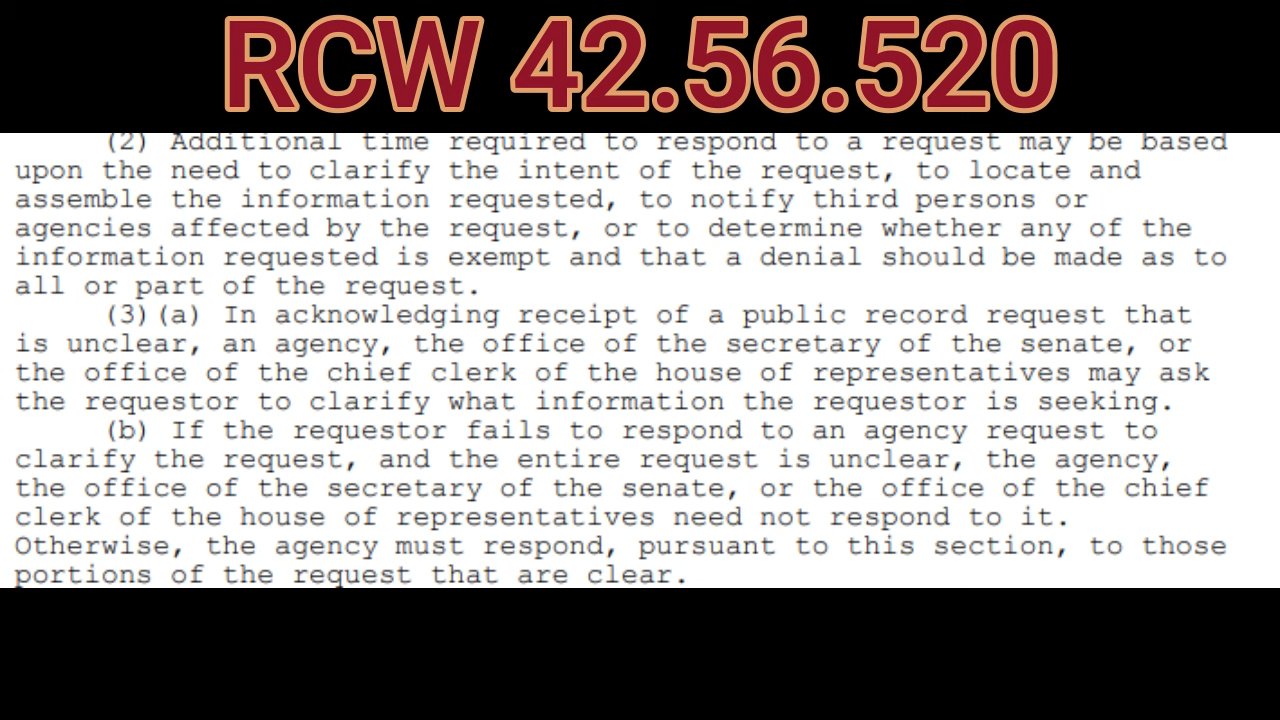 RCW 42.56.520
(2) Additional time required to respond to a request may be based
upon the need to clarify the intent of the request, to locate and
assemble the information requested, to notify third persons or
agencies affected by the request, or to determine whether any of the
information requested is exempt and that a denial should be made as to
all or part of the request.
(3)(a) In acknowledging receipt of a public record request that
is unclear, an agency, the office of the secretary of the senate, or
the office of the chief clerk of the house of representatives may ask
the requestor to clarify what information the requestor is seeking.
(b) If the requestor fails to respond to an agency request to
clarify the request, and the entire request is unclear, the agency,
the office of the secretary of the senate, or the office of the chief
clerk of the house of representatives need not respond to it.
Otherwise, the agency must respond, pursuant to this section, to those
portions of the request that are clear.